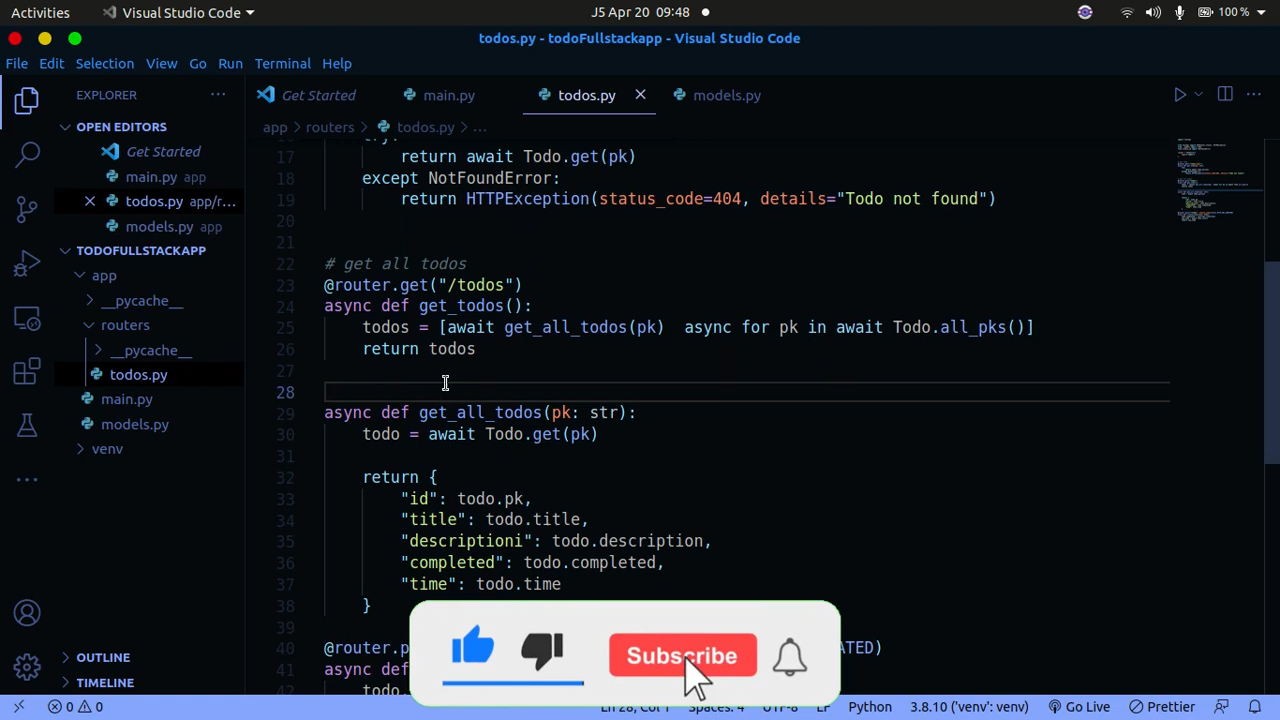 Activities
Visual Studio Code
J5 Apr 20 09:48
100 %
todos.py - todoFullstackapp - Visual Studio Code
File Edit Selection View Go Run Terminal Help
EXPLORER
OPEN EDITORS
Get Started
main.py app
todos.py app/r...
models.py app
TODOFULLSTACKAPP
app
__pycache__
routers
__pycache__
todos.py
main.py
models.py
venv
OUTLINE
TIMELINE
Get Started
main.py
todos.py
models.py
app > routers > todos.py > ...
17 return await Todo.get(pk)
18 except NotFoundError:
19 return HTTPException(status_code=404, details="Todo not found")
20
21
22 # get all todos
23 @router.get("/todos")
24 async def get_todos():
25 todos = [await get_all_todos(pk)  async for pk in await Todo.all_pks()]
26 return todos
27
28
29 async def get_all_todos(pk: str):
30 todo = await Todo.get(pk)
31
32 return {
33 "id": todo.pk,
34 "title": todo.title,
35 "descriptioni": todo.description,
36 "completed": todo.completed,
37 "time": todo.time
38 }
39
40 @router.p ATED)
41 async def
42 todo
Subscribe
0 0
Ln 28, Col 1 Spaces: 4 UTF-8 LF Python 3.8.10 ('venv': venv) Go Live Prettier